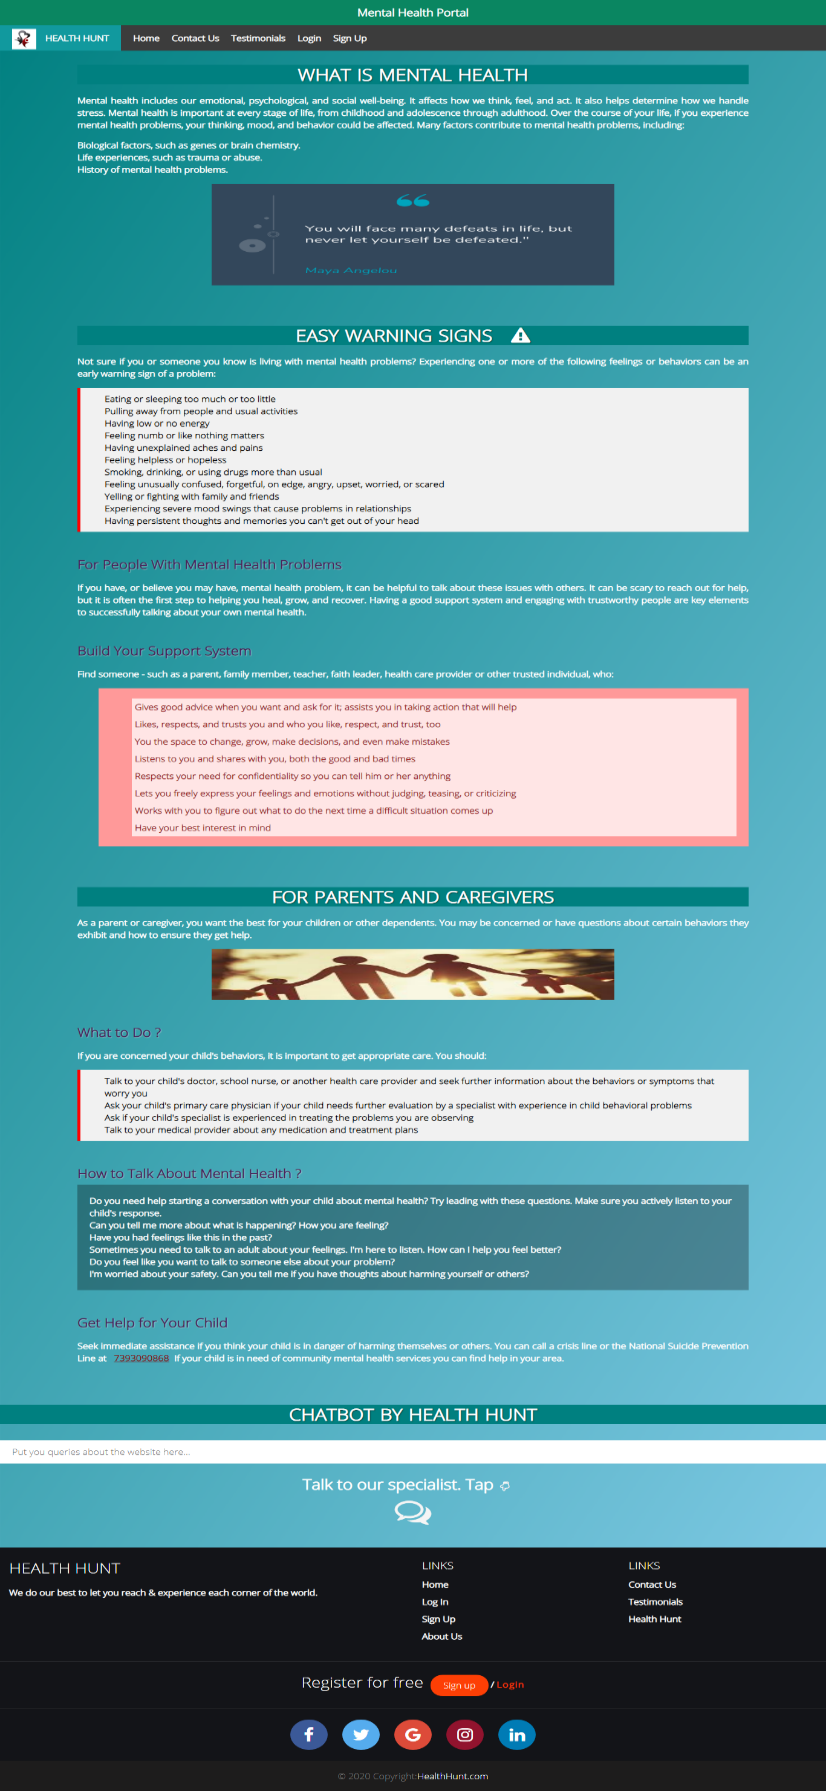 Mental Health Portal
HEALTH HUNT Home Contact Us Testimonials Login Sign Up
WHAT IS MENTAL HEALTH
Mental health includes our emotional, psychological, and social well-being. It affects how we think, feel, and act. It also helps determine how we handle
stress. Mental health is important at every stage of life, from childhood and adolescence through adulthood. Over the course of your life, if you experience
mental health problems, your thinking, mood, and behavior could be affected. Many factors contribute to mental health problems, including:
Biological factors, such as genes or brain chemistry.
Life experiences, such as trauma or abuse.
History of mental health problems.
“
You will face many defeats in life, but
never let yourself be defeated."
Maya Angelou
EASY WARNING SIGNS
Not sure if you or someone you know is living with mental health problems? Experiencing one or more of the following feelings or behaviors can be an
early warning sign of a problem:
Eating or sleeping too much or too little
Pulling away from people and usual activities
Having low or no energy
Feeling numb or like nothing matters
Having unexplained aches and pains
Feeling helpless or hopeless
Smoking, drinking, or using drugs more than usual
Feeling unusually confused, forgetful, on edge, angry, upset, worried, or scared
Yelling or fighting with family and friends
Experiencing severe mood swings that cause problems in relationships
Having persistent thoughts and memories you can't get out of your head
For People With Mental Health Problems
If you have, or believe you may have, mental health problem, it can be helpful to talk about these issues with others. It can be scary to reach out for help,
but it is often the first step to helping you heal, grow, and recover. Having a good support system and engaging with trustworthy people are key elements
to successfully talking about your own mental health.
Build Your Support System
Find someone - such as a parent, family member, teacher, faith leader, health care provider or other trusted individual, who:
Gives good advice when you want and ask for it; assists you in taking action that will help
Likes, respects, and trusts you and who you like, respect, and trust, too
You the space to change, grow, make decisions, and even make mistakes
Listens to you and shares with you, both the good and bad times
Respects your need for confidentiality so you can tell him or her anything
Lets you freely express your feelings and emotions without judging, teasing, or criticizing
Works with you to figure out what to do the next time a difficult situation comes up
Have your best interest in mind
FOR PARENTS AND CAREGIVERS
As a parent or caregiver, you want the best for your children or other dependents. You may be concerned or have questions about certain behaviors they
exhibit and how to ensure they get help.
What to Do ?
If you are concerned your child's behaviors, it is important to get appropriate care. You should:
Talk to your child's doctor, school nurse, or another health care provider and seek further information about the behaviors or symptoms that
worry you
Ask your child's primary care physician if your child needs further evaluation by a specialist with experience in child behavioral problems
Ask if your child's specialist is experienced in treating the problems you are observing
Talk to your medical provider about any medication and treatment plans
How to Talk About Mental Health ?
Do you need help starting a conversation with your child about mental health? Try leading with these questions. Make sure you actively listen to your
child's response.
Can you tell me more about what is happening? How you are feeling?
Have you had feelings like this in the past?
Sometimes you need to talk to an adult about your feelings. I'm here to listen. How can I help you feel better?
Do you feel like you want to talk to someone else about your problem?
I'm worried about your safety. Can you tell me if you have thoughts about harming yourself or others?
Get Help for Your Child
Seek immediate assistance if you think your child is in danger of harming themselves or others. You can call a crisis line or the National Suicide Prevention
Line at 7393090868 If your child is in need of community mental health services you can find help in your area.
CHATBOT BY HEALTH HUNT
Put you queries about the website here...
Talk to our specialist. Tap
HEALTH HUNT
We do our best to let you reach & experience each corner of the world.
LINKS
Home
Log In
Sign Up
About Us
LINKS
Contact Us
Testimonials
Health Hunt
Register for free Sign up / Login
© 2020 Copyright:HealthHunt.com